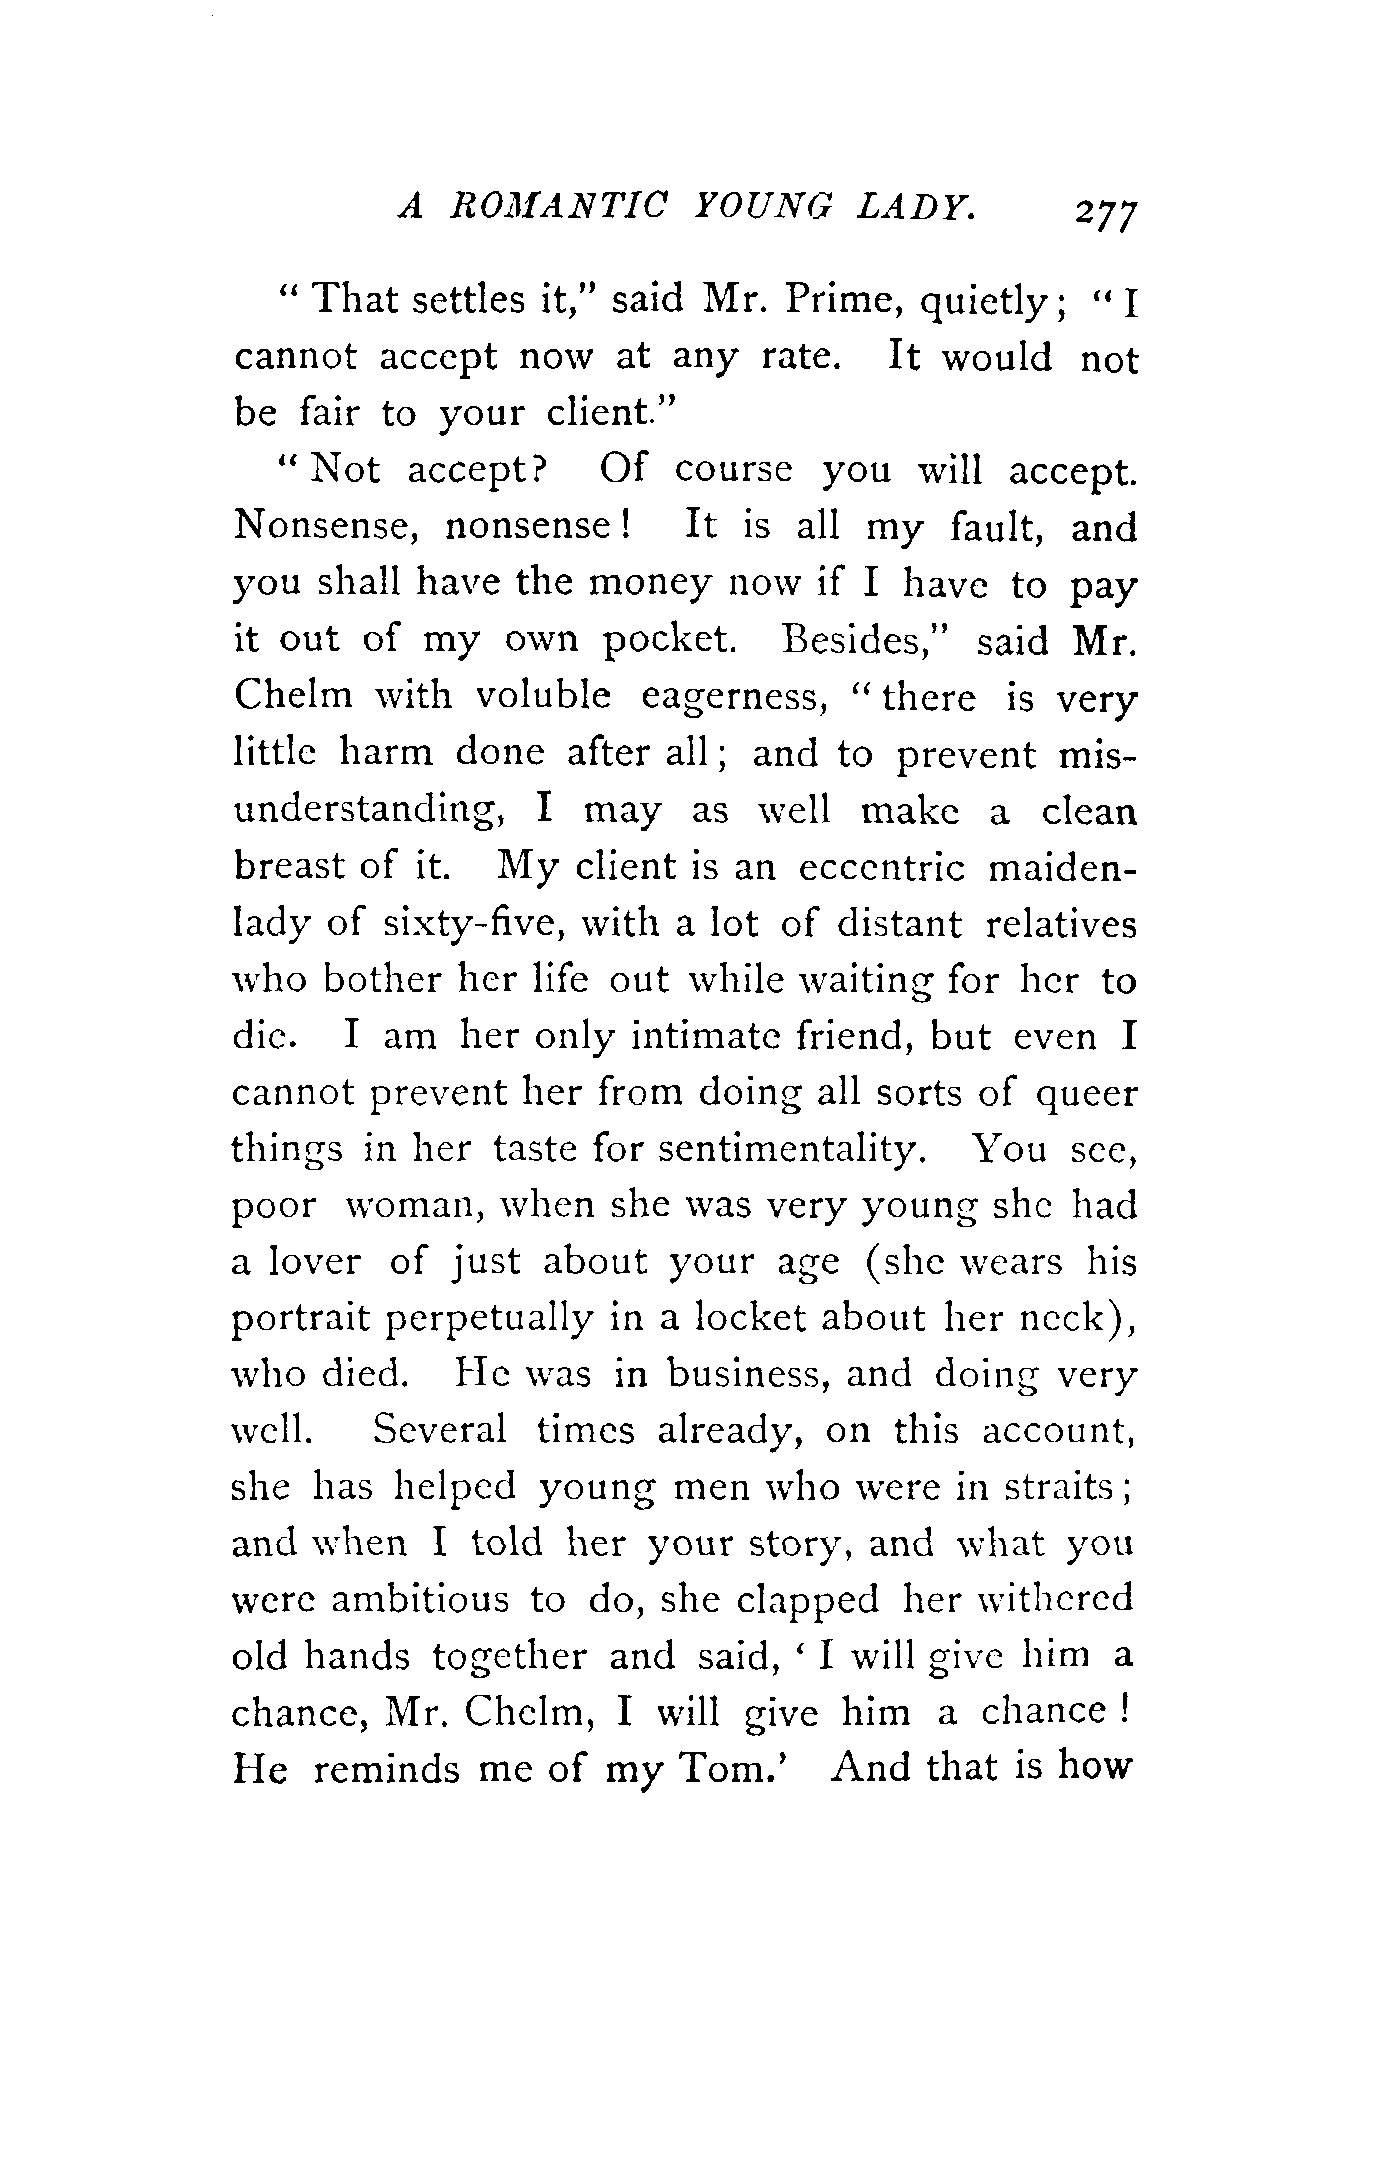 A ROMANTIC YOUNG LADY. 277
“ That settles it,” said Mr. Prime, quietly ; “ I
cannot accept now at any rate. It would not
be fair to your client.”
“ Not accept? Of course you will accept.
Nonsense, nonsense ! It is all my fault, and
you shall have the money now if I have to pay
it out of my own pocket. Besides,” said Mr.
Chelm with voluble eagerness, “ there is very
little harm done after all ; and to prevent mis-
understanding, I may as well make a clean
breast of it. My client is an eccentric maiden-
lady of sixty-five, with a lot of distant relatives
who bother her life out while waiting for her to
die. I am her only intimate friend, but even I
cannot prevent her from doing all sorts of queer
things in her taste for sentimentality. You see,
poor woman, when she was very young she had
a lover of just about your age (she wears his
portrait perpetually in a locket about her neck),
who died. He was in business, and doing very
well. Several times already, on this account,
she has helped young men who were in straits ;
and when I told her your story, and what you
were ambitious to do, she clapped her withered
old hands together and said, ‘ I will give him a
chance, Mr. Chelm, I will give him a chance !
He reminds me of my Tom.’ And that is how